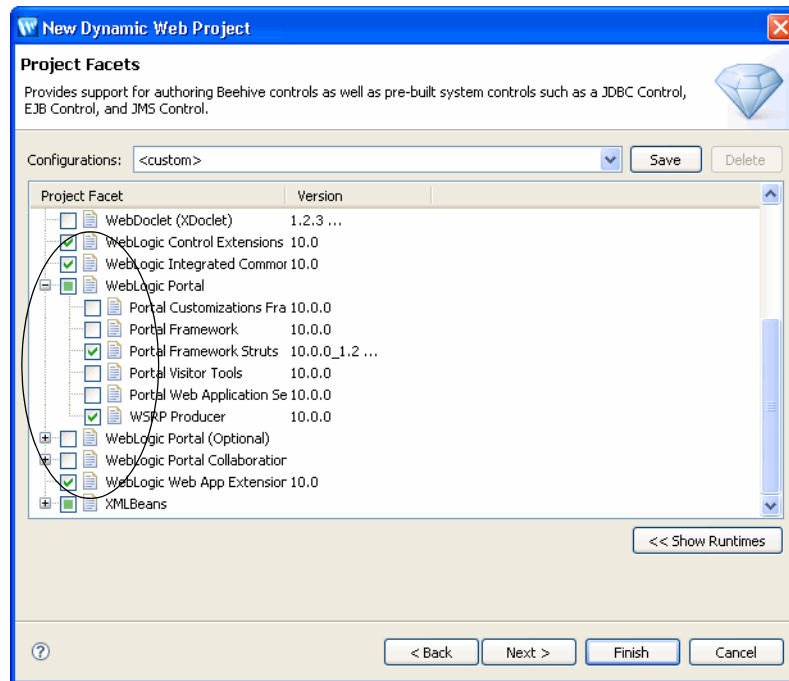 New Dynamic Web Project
Project Facets
Provides support for authoring Beehive controls as well as pre-built system controls such as a JDBC Control,
EJB Control, and JMS Control.
Configurations: <custom> Save Delete
Project Facet Version
WebDoclet (XDoclet) 1.2.3 ...
WebLogic Control Extensions 10.0
WebLogic Integrated Commor 10.0
WebLogic Portal
Portal Customizations Fra 10.0.0
Portal Framework 10.0.0
Portal Framework Struts 10.0.0_1.2 ...
Portal Visitor Tools 10.0.0
Portal Web Application Se 10.0.0
WSRP Producer 10.0.0
WebLogic Portal (Optional)
WebLogic Portal Collaboration
WebLogic Web App Extension 10.0
XMLBeans
<< Show Runtimes
? < Back Next > Finish Cancel